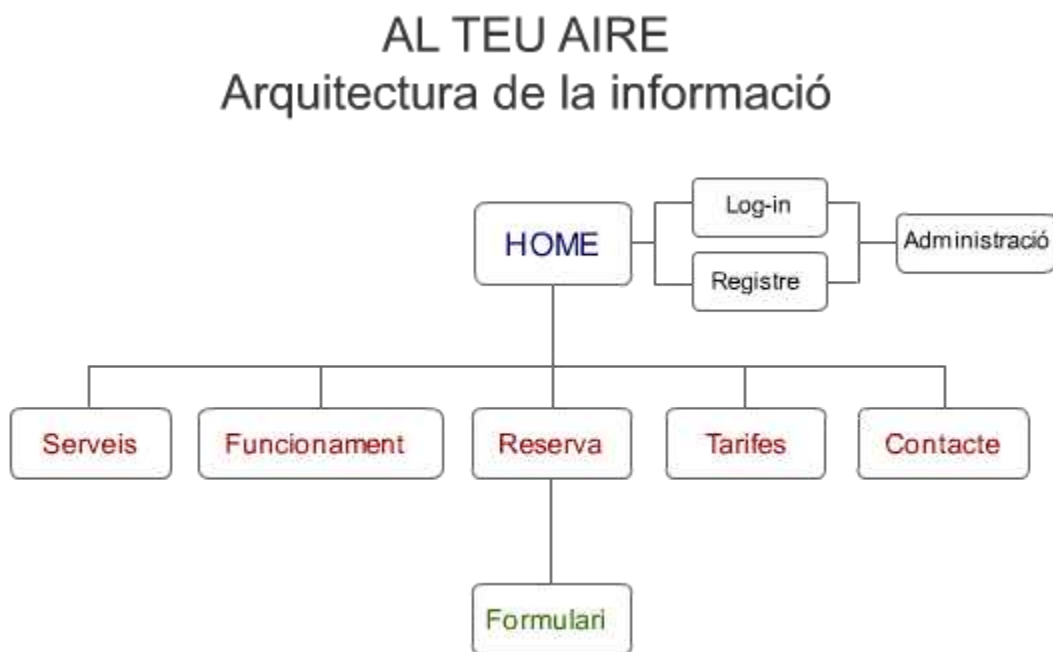 AL TEU AIRE
Arquitectura de la informació
Log-in
HOME
Administració
Registre
Serveis
Funcionament
Reserva
Tarifes
Contacte
Formulari